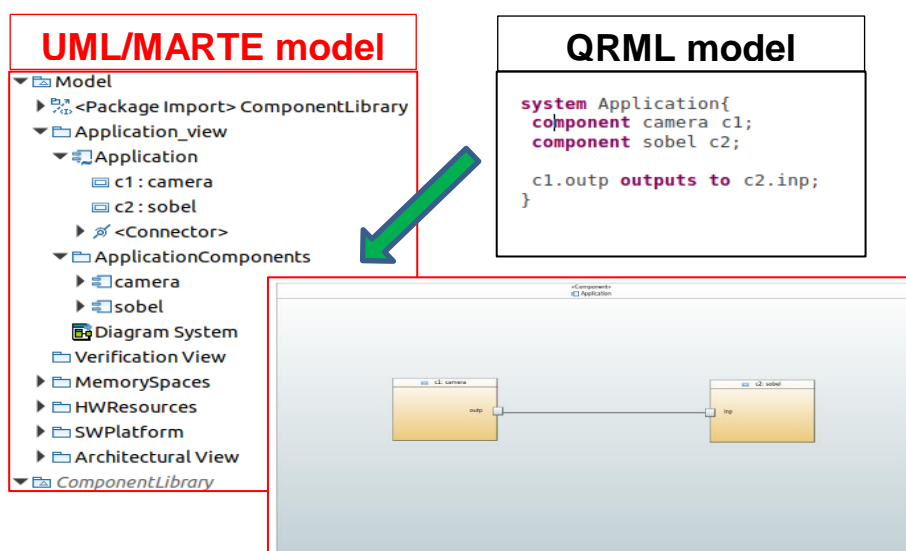 UML/MARTE model
Model
<Package Import> ComponentLibrary
Application_view
Application
c1 : camera
c2 : sobel
<Connector>
ApplicationComponents
camera
sobel
Diagram System
Verification View
MemorySpaces
HWResources
SWPlatform
Architectural View
ComponentLibrary
QRML model
system Application{
component camera c1;
component sobel c2;
c1.outp outputs to c2.inp;
}
«Component»
Application
c1: camera
outp
c2: sobel
inp